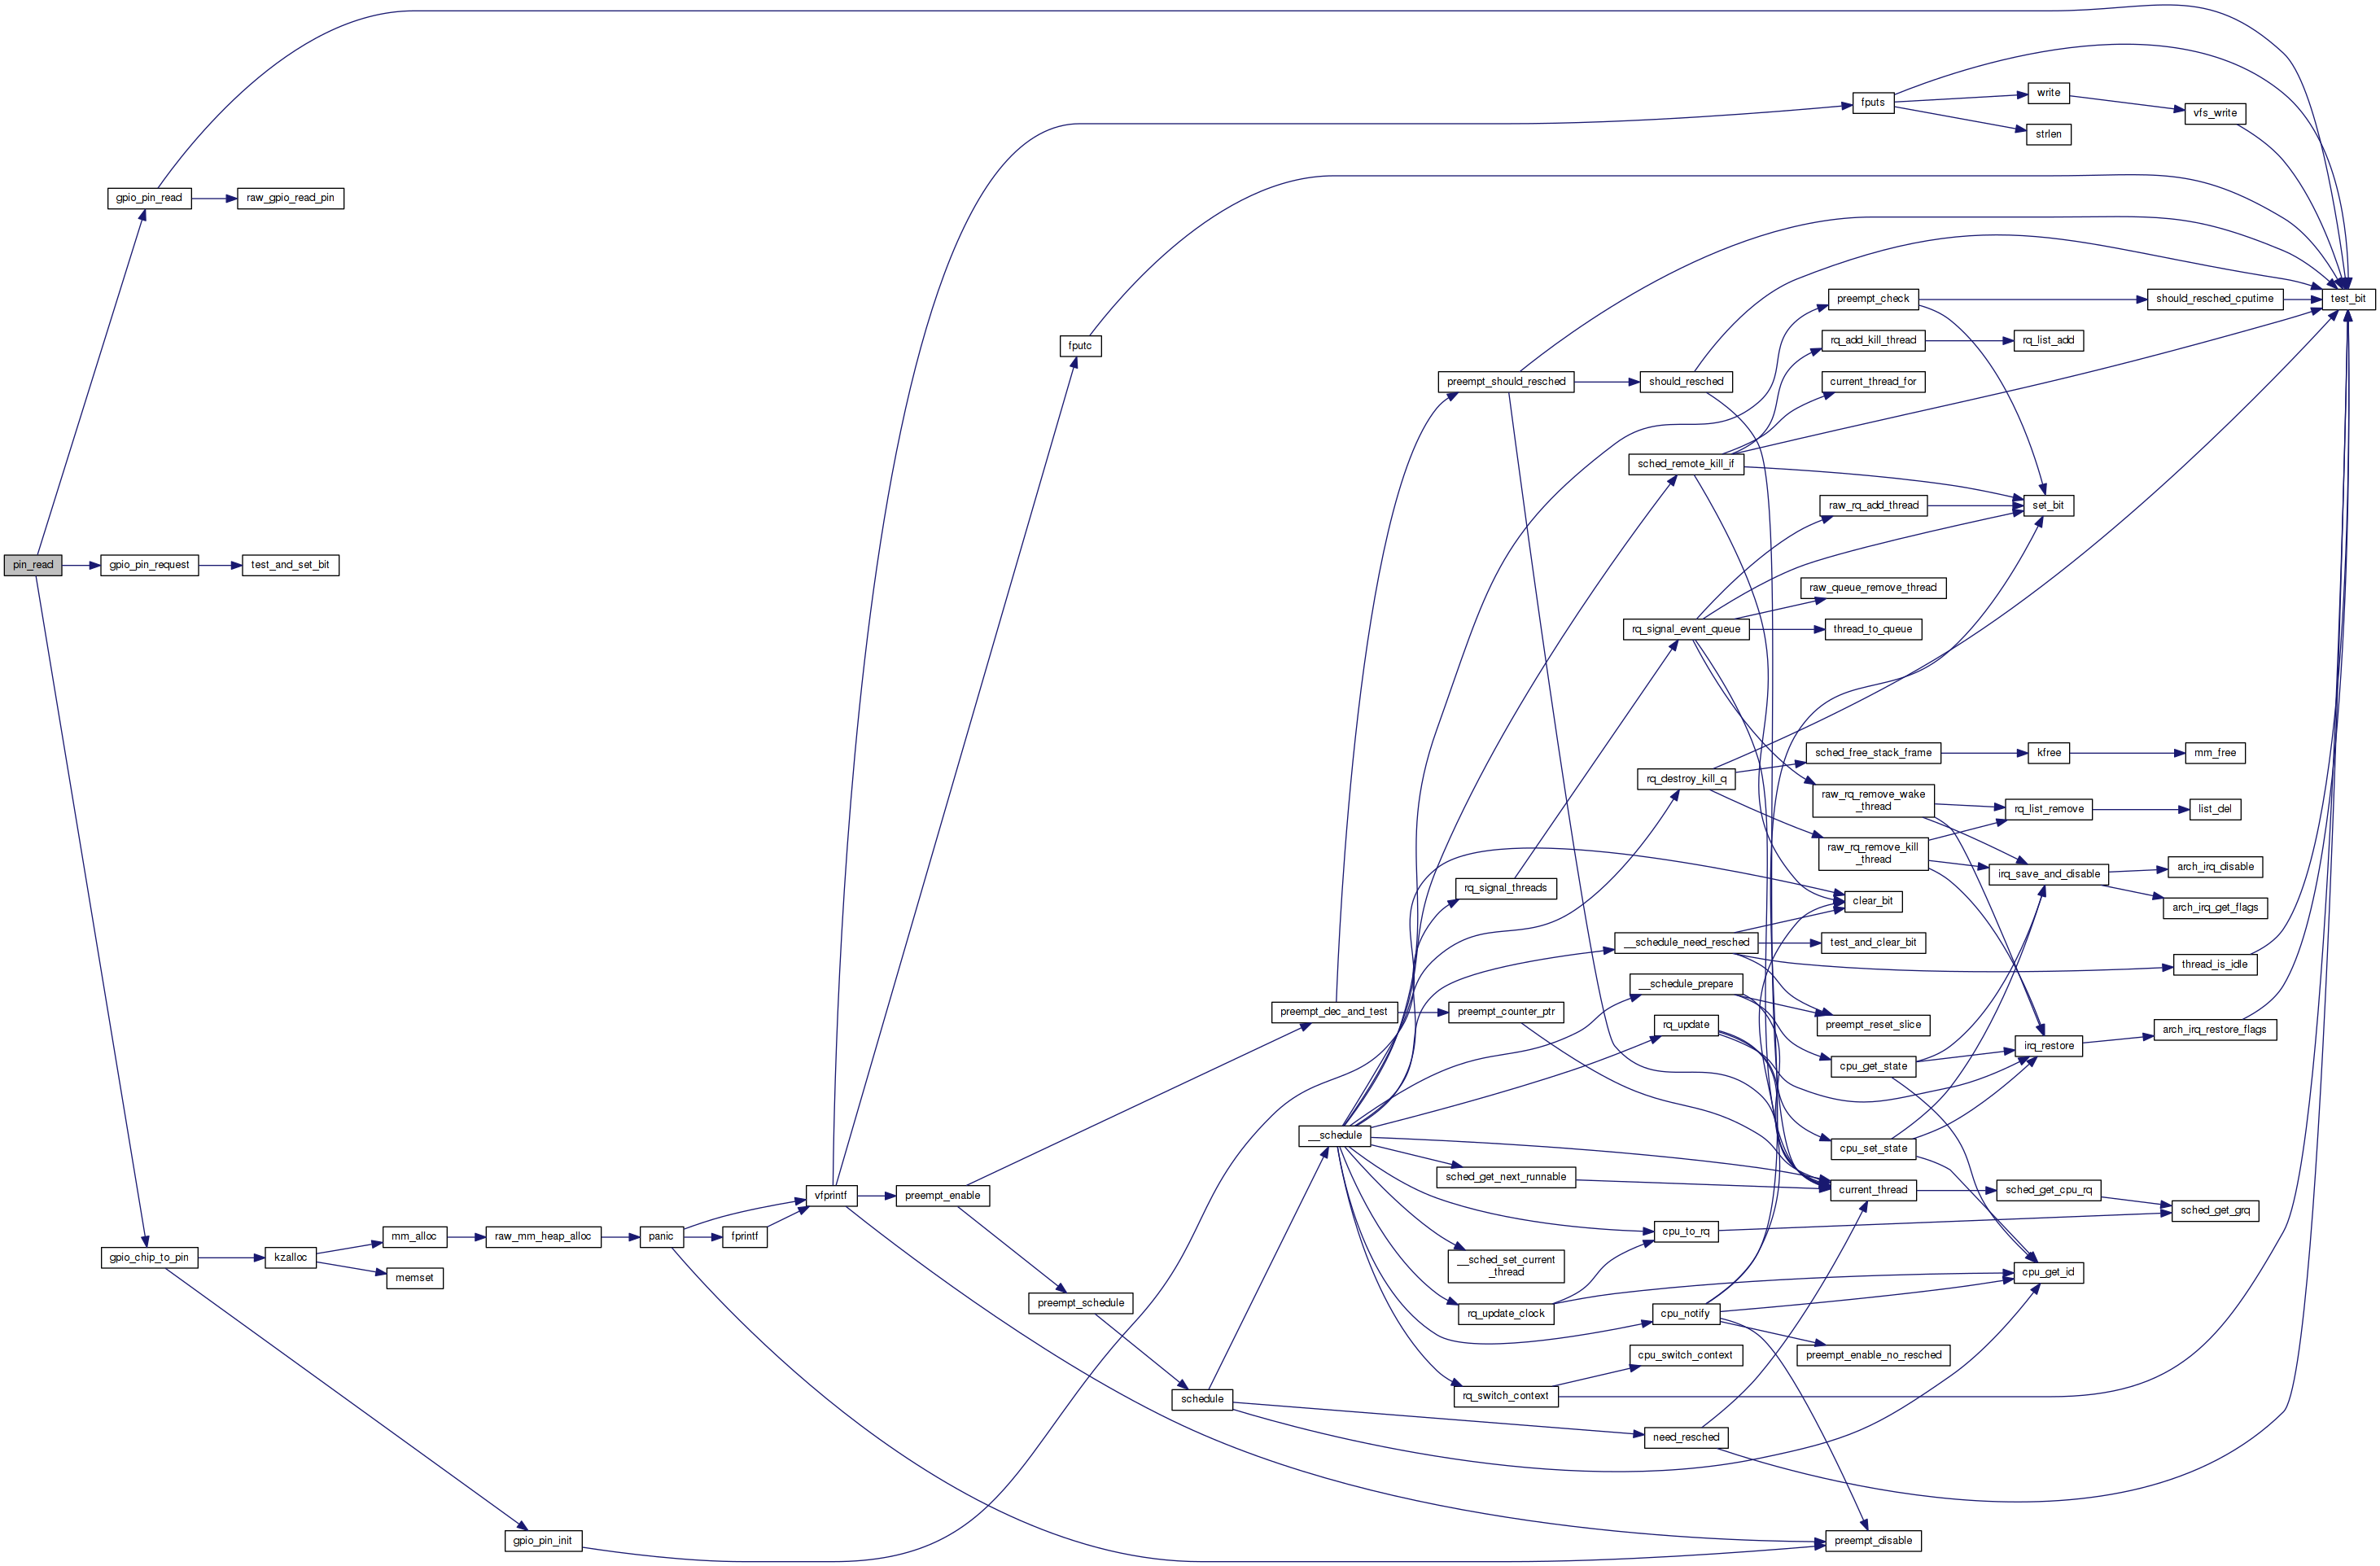 pin_read
gpio_pin_read
raw_gpio_read_pin
gpio_pin_request
test_and_set_bit
gpio_chip_to_pin
kzalloc
mm_alloc
memset
raw_mm_heap_alloc
panic
fprintf
gpio_pin_init
vfprintf
preempt_enable
fputc
preempt_schedule
schedule
preempt_dec_and_test
__schedule
preempt_should_resched
rq_signal_threads
preempt_counter_ptr
sched_get_next_runnable
__sched_set_current
_thread
rq_update_clock
rq_switch_context
should_resched
sched_remote_kill_if
rq_signal_event_queue
rq_destroy_kill_q
__schedule_need_resched
__schedule_prepare
rq_update
cpu_to_rq
cpu_notify
cpu_switch_context
need_resched
fputs
preempt_check
rq_add_kill_thread
current_thread_for
raw_rq_add_thread
raw_queue_remove_thread
thread_to_queue
sched_free_stack_frame
raw_rq_remove_wake
_thread
raw_rq_remove_kill
_thread
clear_bit
test_and_clear_bit
preempt_reset_slice
cpu_get_state
cpu_set_state
current_thread
preempt_enable_no_resched
preempt_disable
write
strlen
rq_list_add
set_bit
kfree
rq_list_remove
irq_save_and_disable
irq_restore
sched_get_cpu_rq
cpu_get_id
vfs_write
should_resched_cputime
mm_free
list_del
arch_irq_disable
arch_irq_get_flags
thread_is_idle
arch_irq_restore_flags
sched_get_grq
test_bit